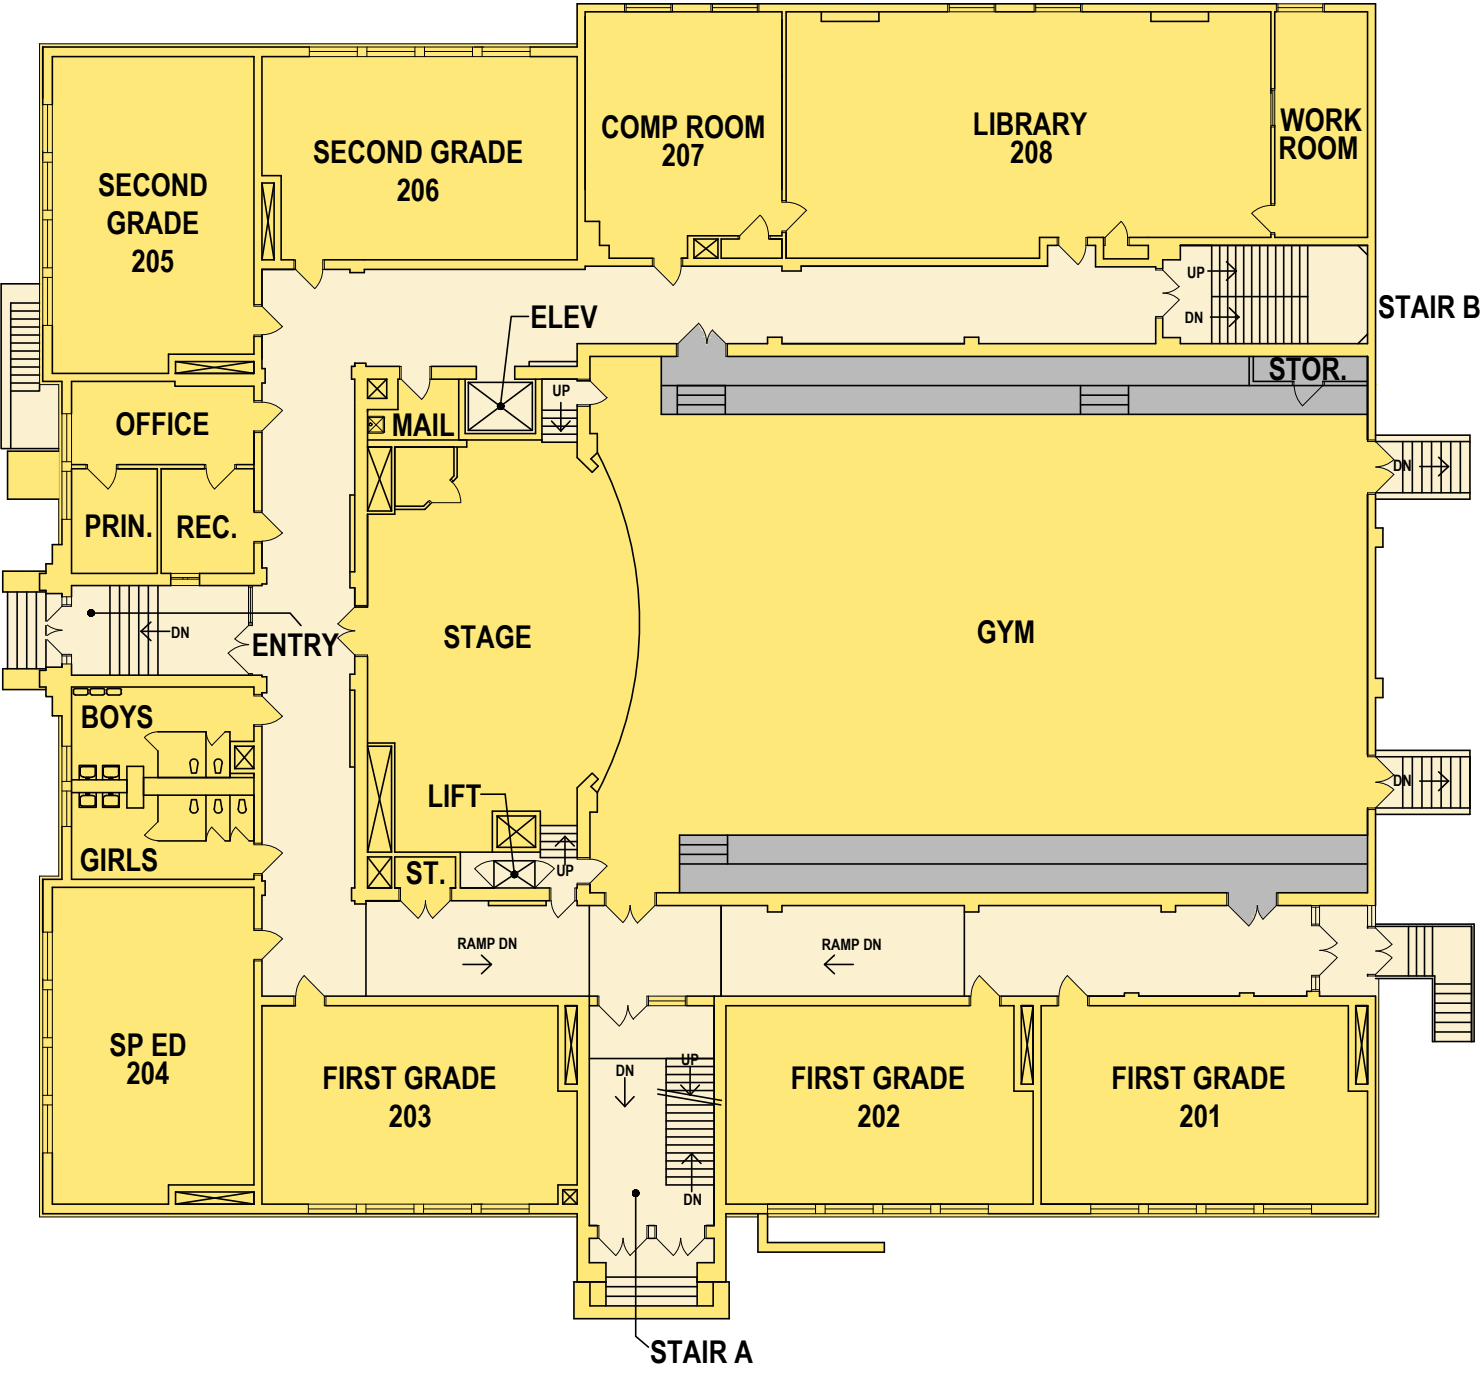 COMP ROOM
207
LIBRARY
208
WORK
ROOM
SECOND GRADE
206
SECOND
GRADE
205
UP
DN
STAIR B
ELEV
STOR.
UP
OFFICE
MAIL
DN
PRIN.
REC.
DN
ENTRY
STAGE
GYM
BOYS
LIFT
DN
GIRLS
ST.
UP
RAMP DN
RAMP DN
SP ED
204
FIRST GRADE
203
DN
UP
FIRST GRADE
202
FIRST GRADE
201
DN
STAIR A